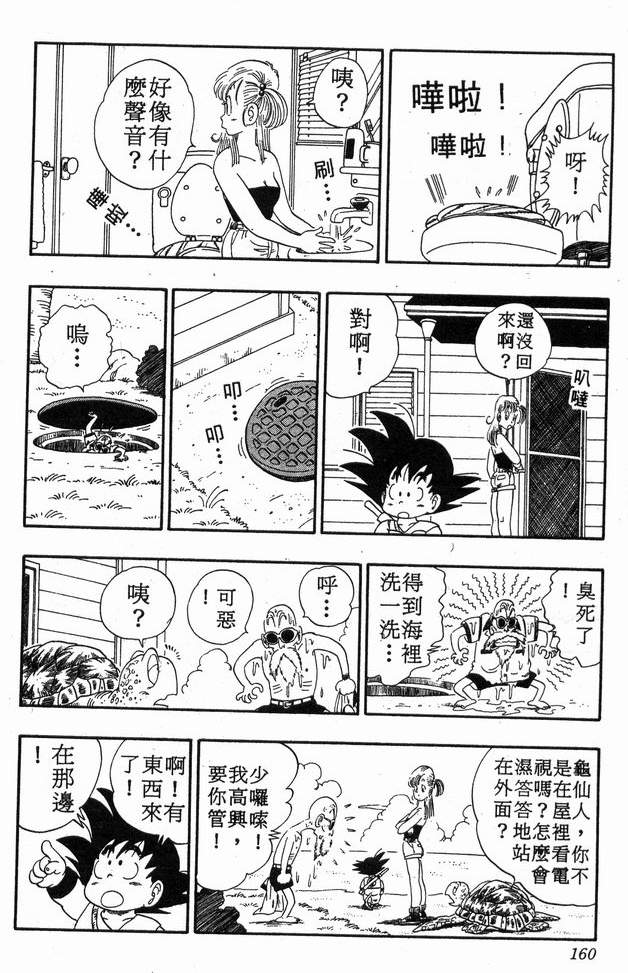 嘩啦！
嘩啦！
呀！
咦？
刷…
好像有什
麼聲音？
嘩啦…
還沒回
來啊？
叭噠
對啊！
叩…
叩…
嗚…
臭死了
！
得到海裡
洗一洗…
呼…
可惡
！
咦？
龜仙人，你不
是在屋裡看電
視嗎？怎麼會
濕答答地站
在外面？
少囉嗦！
我高興，
要你管！
啊！有
東西來
了！
在那邊
！
160